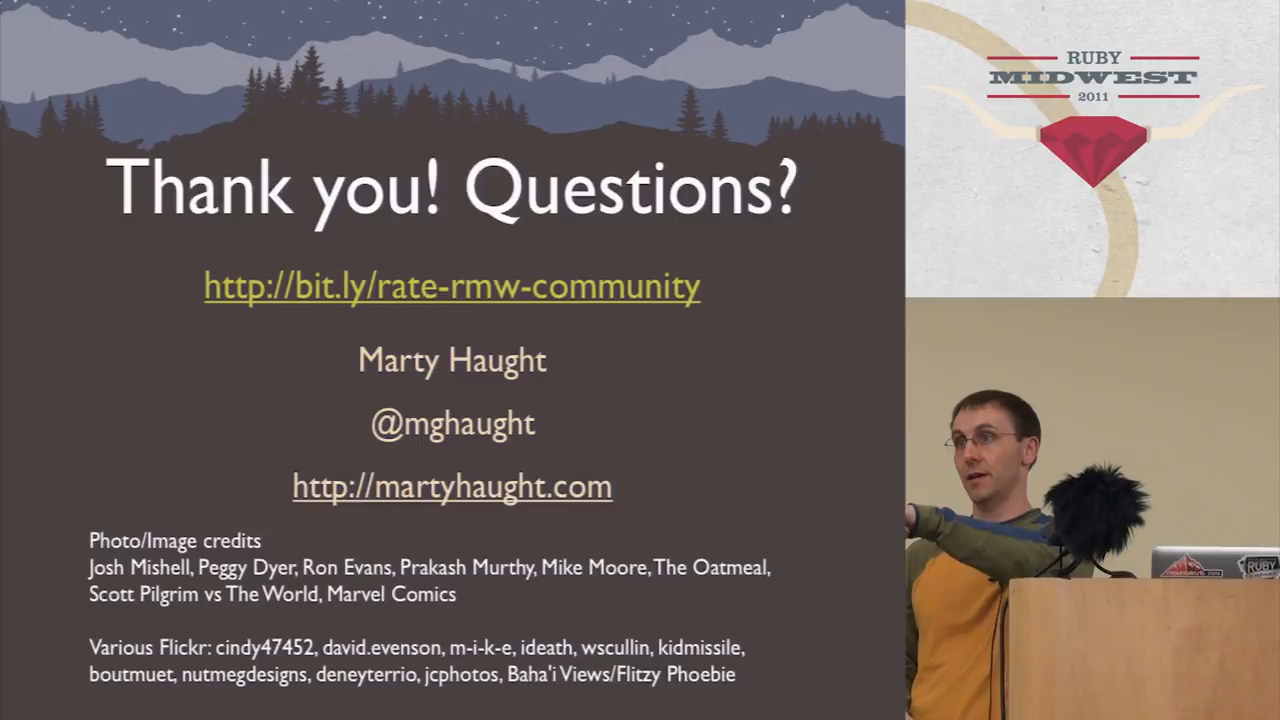 Thank you! Questions?
http://bit.ly/rate-rmw-community
Marty Haught
@mghaught
http://martyhaught.com
Photo/Image credits
Josh Mishell, Peggy Dyer, Ron Evans, Prakash Murthy, Mike Moore, The Oatmeal,
Scott Pilgrim vs The World, Marvel Comics
Various Flickr: cindy47452, david.evenson, m-i-k-e, ideath, wscullin, kidmissile,
boutmuet, nutmegdesigns, deneyterrio, jcphotos, Baha'i Views/Flitzy Phoebie
RUBY
MIDWEST
2011
RUBY